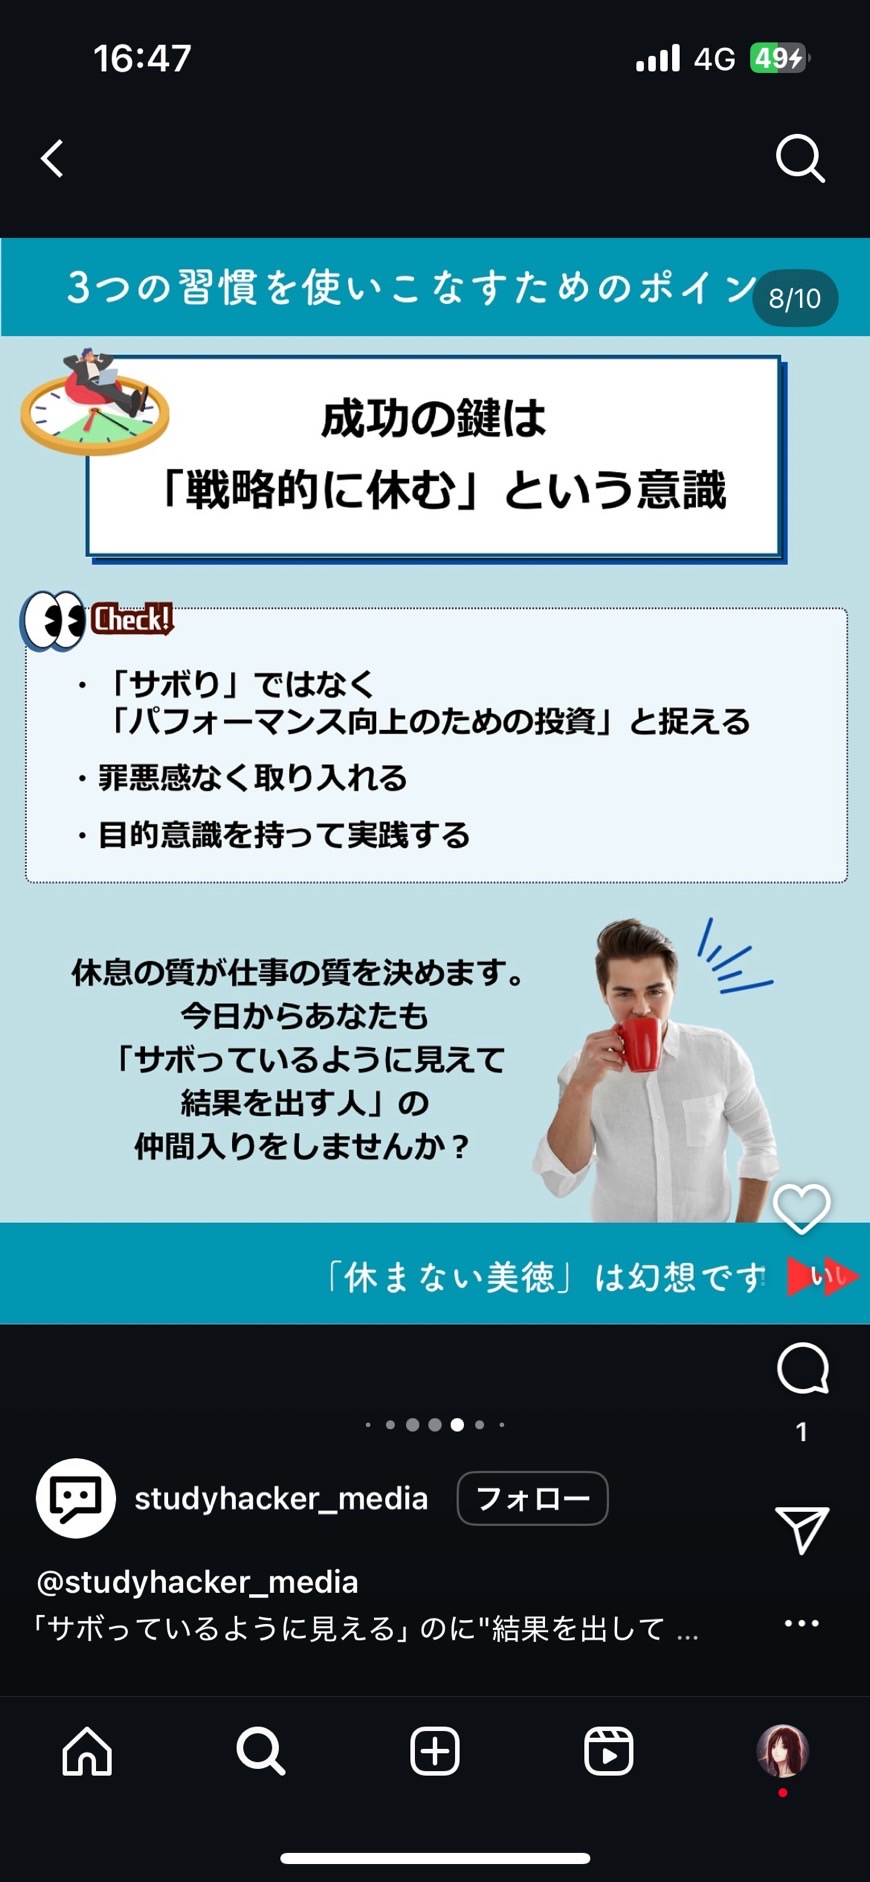 16:47
4G
49
3つの習慣を使いこなすためのポイン
8/10
成功の鍵は
「戦略的に休む」という意識
Check!
・「サボり」ではなく
「パフォーマンス向上のための投資」と捉える
・罪悪感なく取り入れる
・目的意識を持って実践する
休息の質が仕事の質を決めます。
今日からあなたも
「サボっているように見えて
結果を出す人」の
仲間入りをしませんか？
「休まない美徳」は幻想です
1
studyhacker_media
フォロー
@studyhacker_media
「サボっているように見える」のに"結果を出して ...